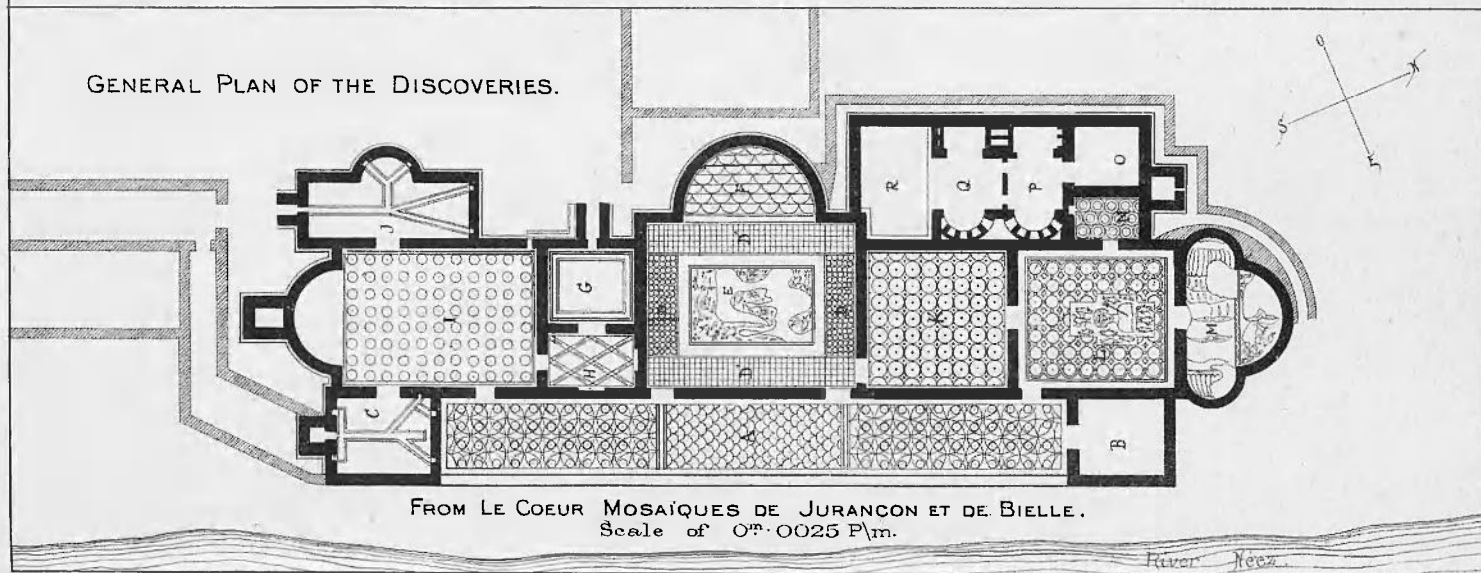 GENERAL PLAN OF THE DISCOVERIES.
O
N
S
E
F
R
Q
P
O
N
J
D'
G
E
D
D
I
K
L
M
H
D'
C
A
B
FROM LE COEUR MOSAÏQUES DE JURANÇON ET DE BIELLE.
Scale of 0m.0025 P\m.
River Néez.